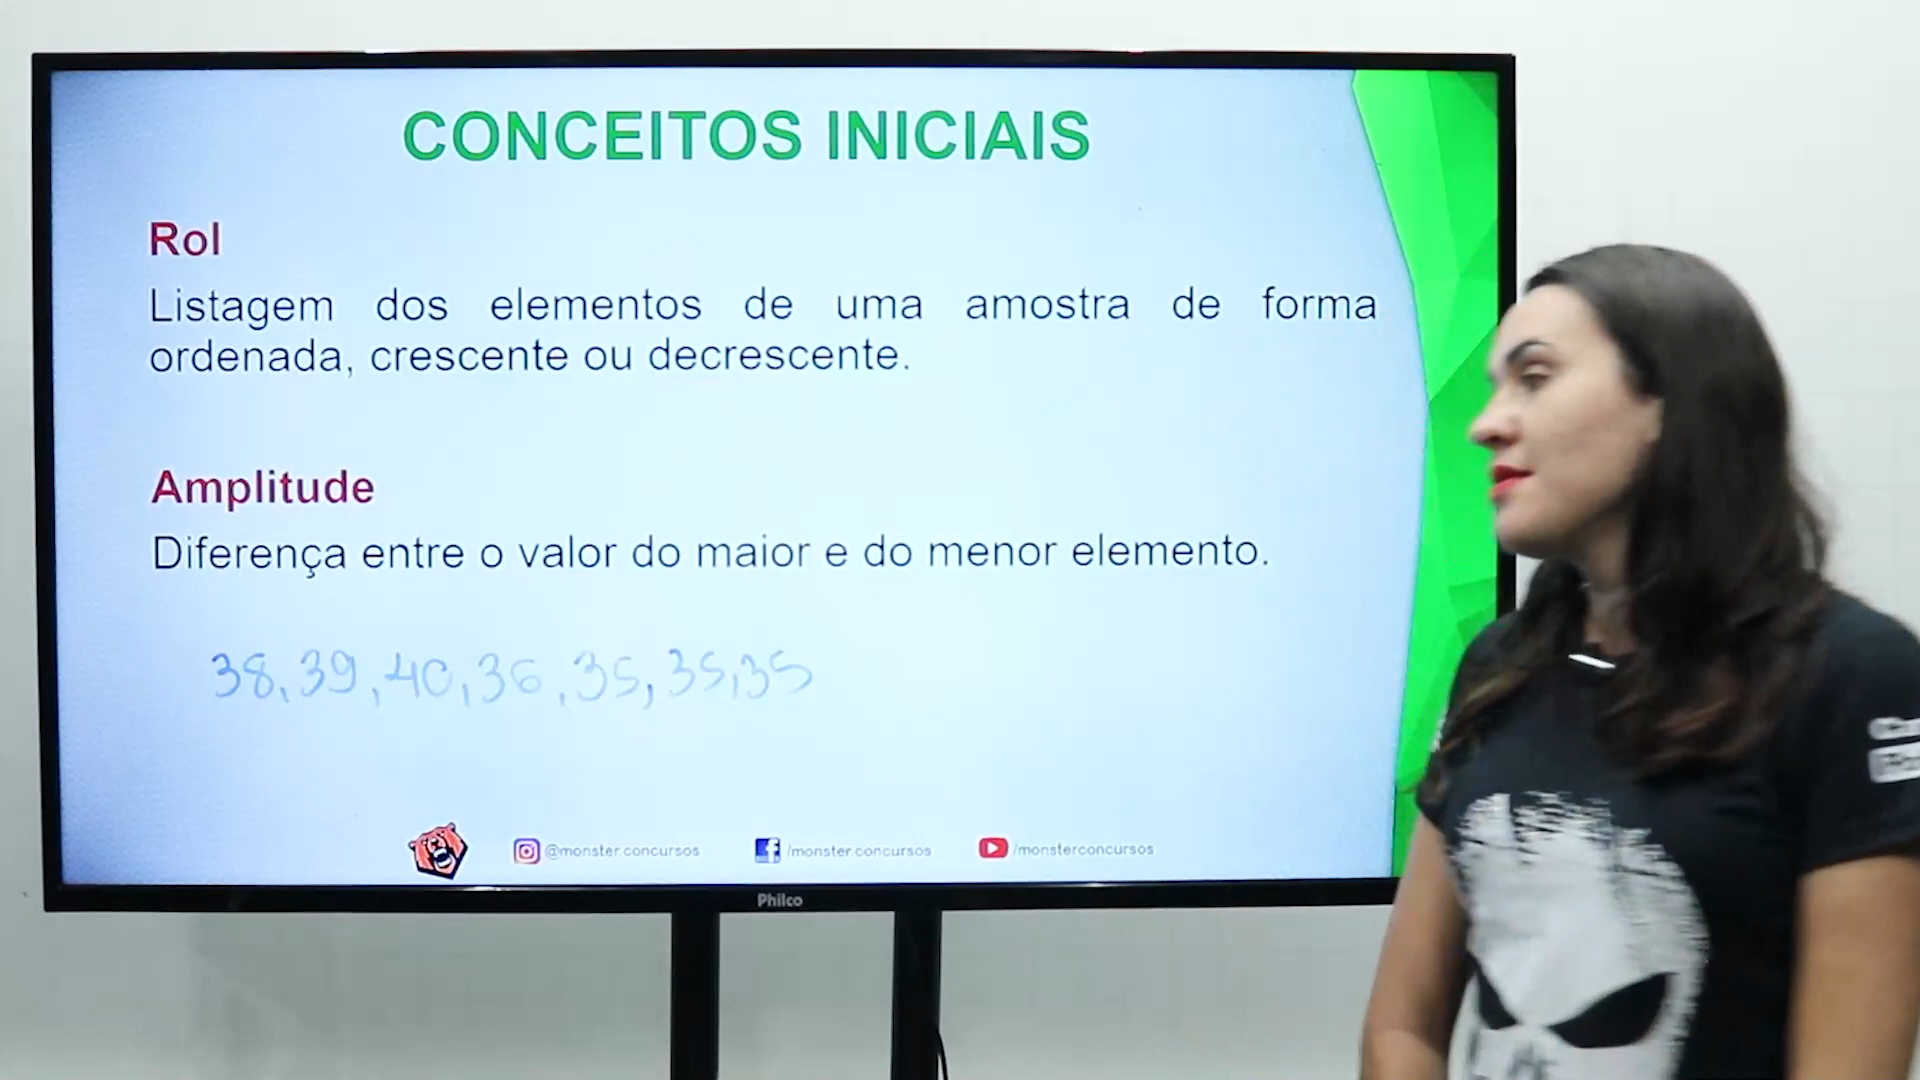 CONCEITOS INICIAIS
Rol
Listagem dos elementos de uma amostra de forma
ordenada, crescente ou decrescente.
Amplitude
Diferença entre o valor do maior e do menor elemento.
38, 39, 40, 36, 35, 35, 35
@monster.concursos /monster.concursos /monsterconcursos
Philco